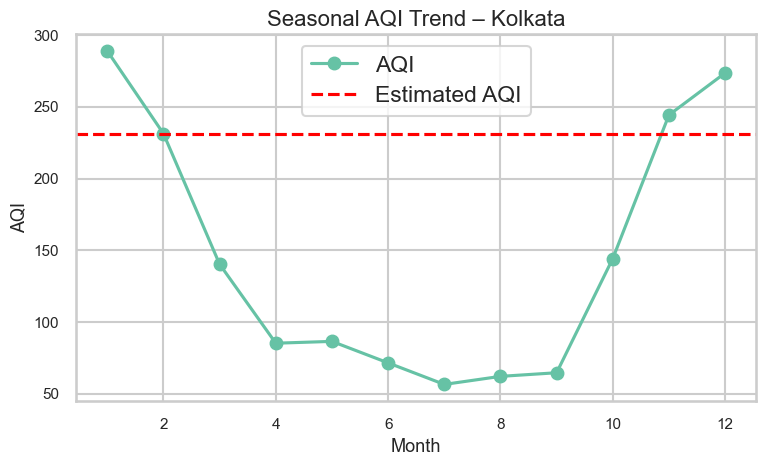 Seasonal AQI Trend – Kolkata
AQI
Estimated AQI
AQI
300
250
200
150
100
50
2 4 6 8 10 12
Month